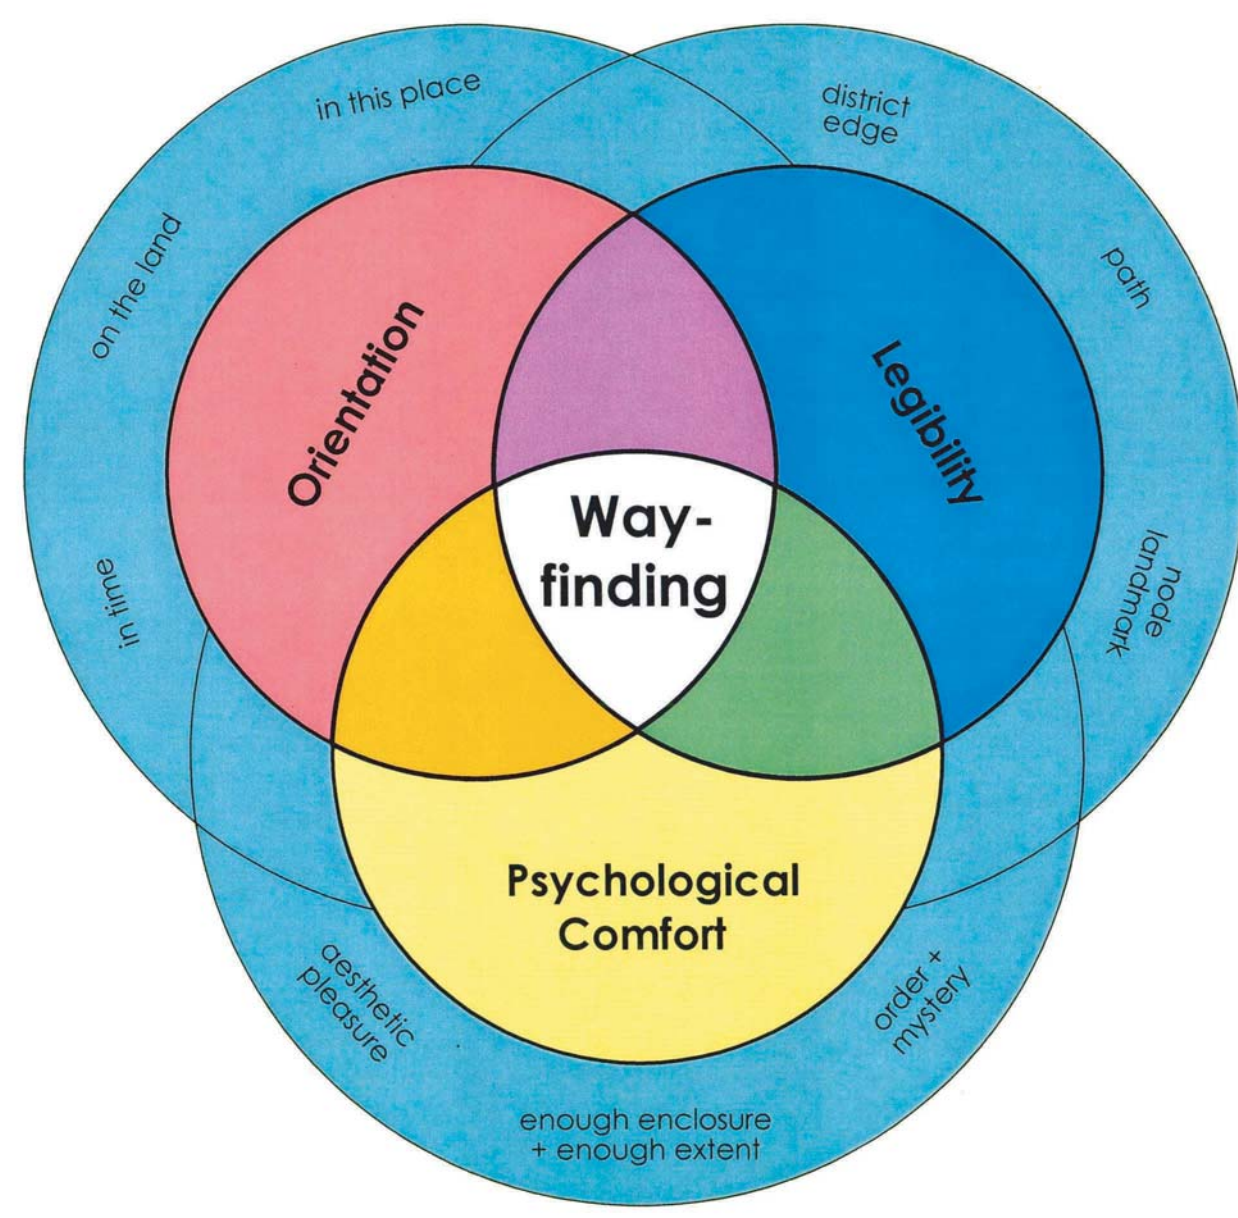 in this place
district
edge
on the land
path
Orientation
Legibility
Way-
finding
in time
node
landmark
Psychological
Comfort
aesthetic
pleasure
order +
mystery
enough enclosure
+ enough extent